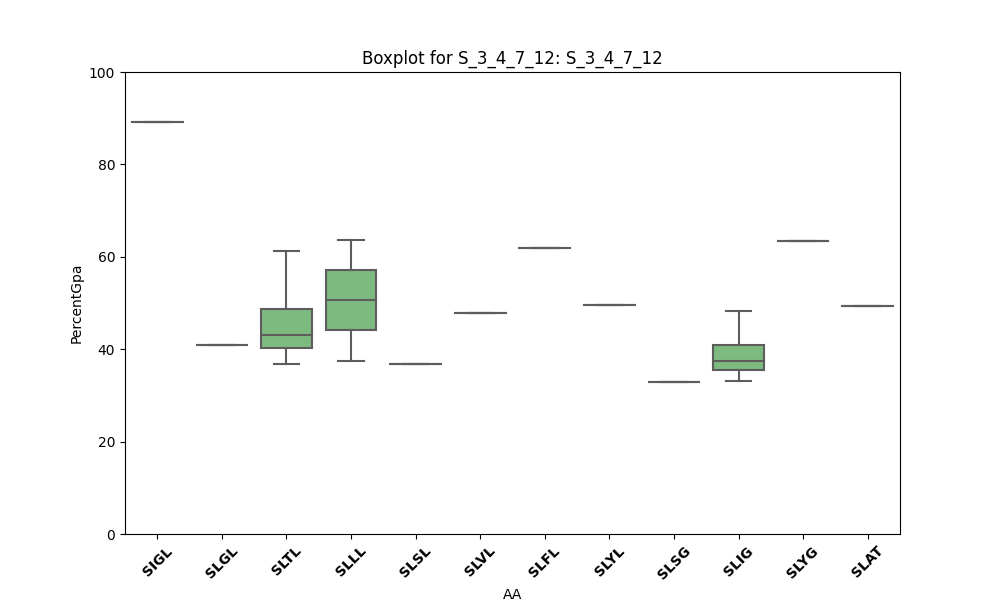 Boxplot for S_3_4_7_12: S_3_4_7_12
100
80
60
40
20
0
PercentGpa
SIGL SLGL SLTL SLLL SLSL SLVL SLFL SLYL SLSG SLIG SLYG SLAT
AA